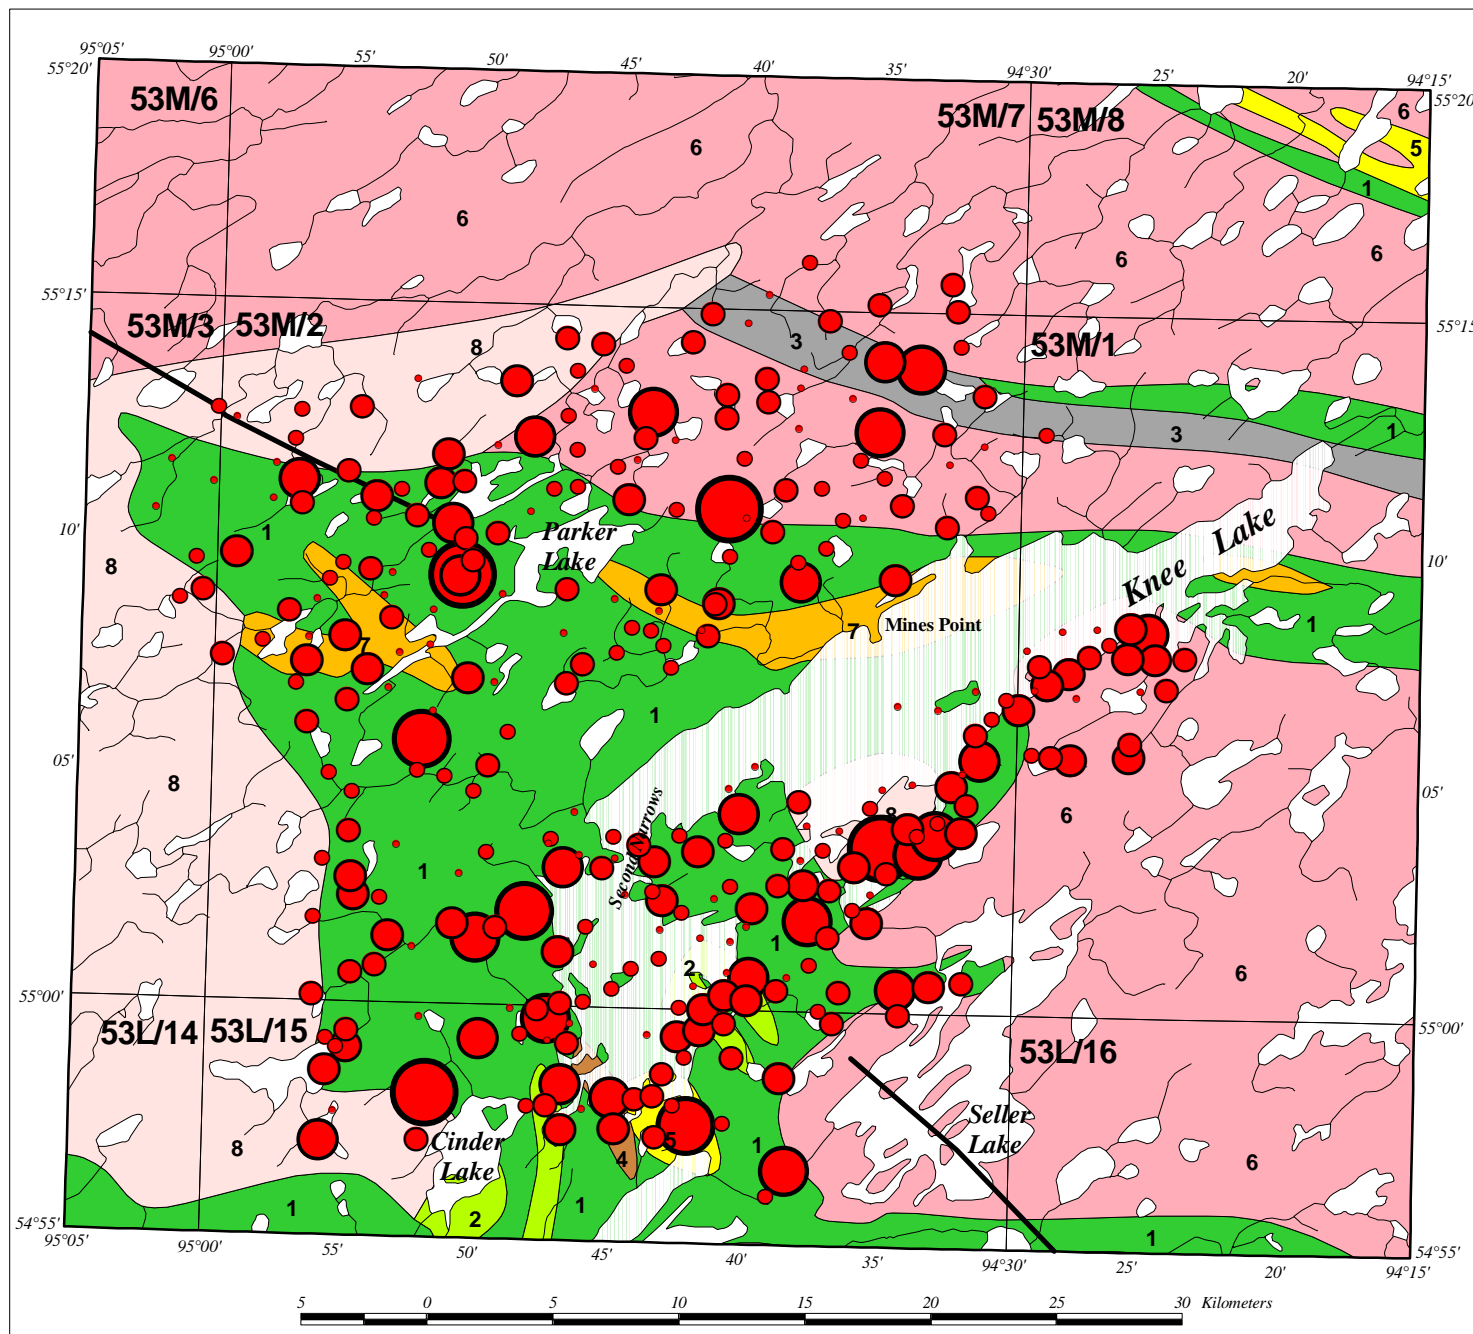 95°05' 95°00' 55' 50' 45' 40' 35' 94°30' 25' 20' 94°15'
55°20' 55°20'
53M/6 53M/7 53M/8
6 6 5
6 1
6 6 6
55°15' 55°15'
53M/3 53M/2 53M/1
8 3
3 1
10' 10'
1 Parker
Lake
Knee Lake
8 7 7 Mines Point 1
1
05' 05'
8 8 6
Second Narrows
1 1
2 6
55°00' 55°00'
53L/14 53L/15 53L/16
Seller
Lake
Cinder
Lake
8 4 5 1 6
1 2 1 1
54°55' 54°55'
95°05' 95°00' 55' 50' 45' 40' 35' 94°30' 25' 20' 94°15'
5 0 5 10 15 20 25 30 Kilometers